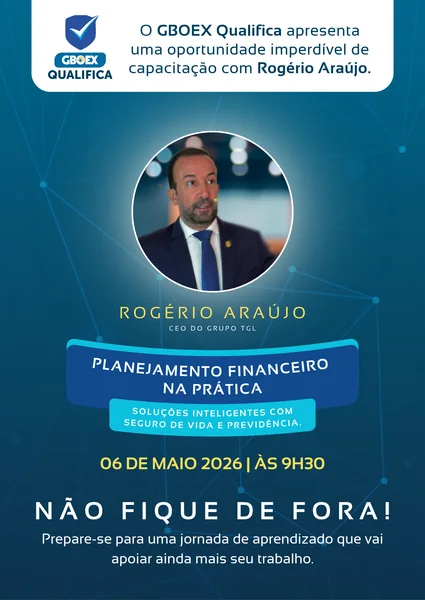 GBOEX
QUALIFICA
O GBOEX Qualifica apresenta
uma oportunidade imperdível de
capacitação com Rogério Araújo.
ROGÉRIO ARAÚJO
CEO DO GRUPO TGL
PLANEJAMENTO FINANCEIRO
NA PRÁTICA
SOLUÇÕES INTELIGENTES COM
SEGURO DE VIDA E PREVIDÊNCIA.
06 DE MAIO 2026 | ÀS 9H30
NÃO FIQUE DE FORA!
Prepare-se para uma jornada de aprendizado que vai
apoiar ainda mais seu trabalho.